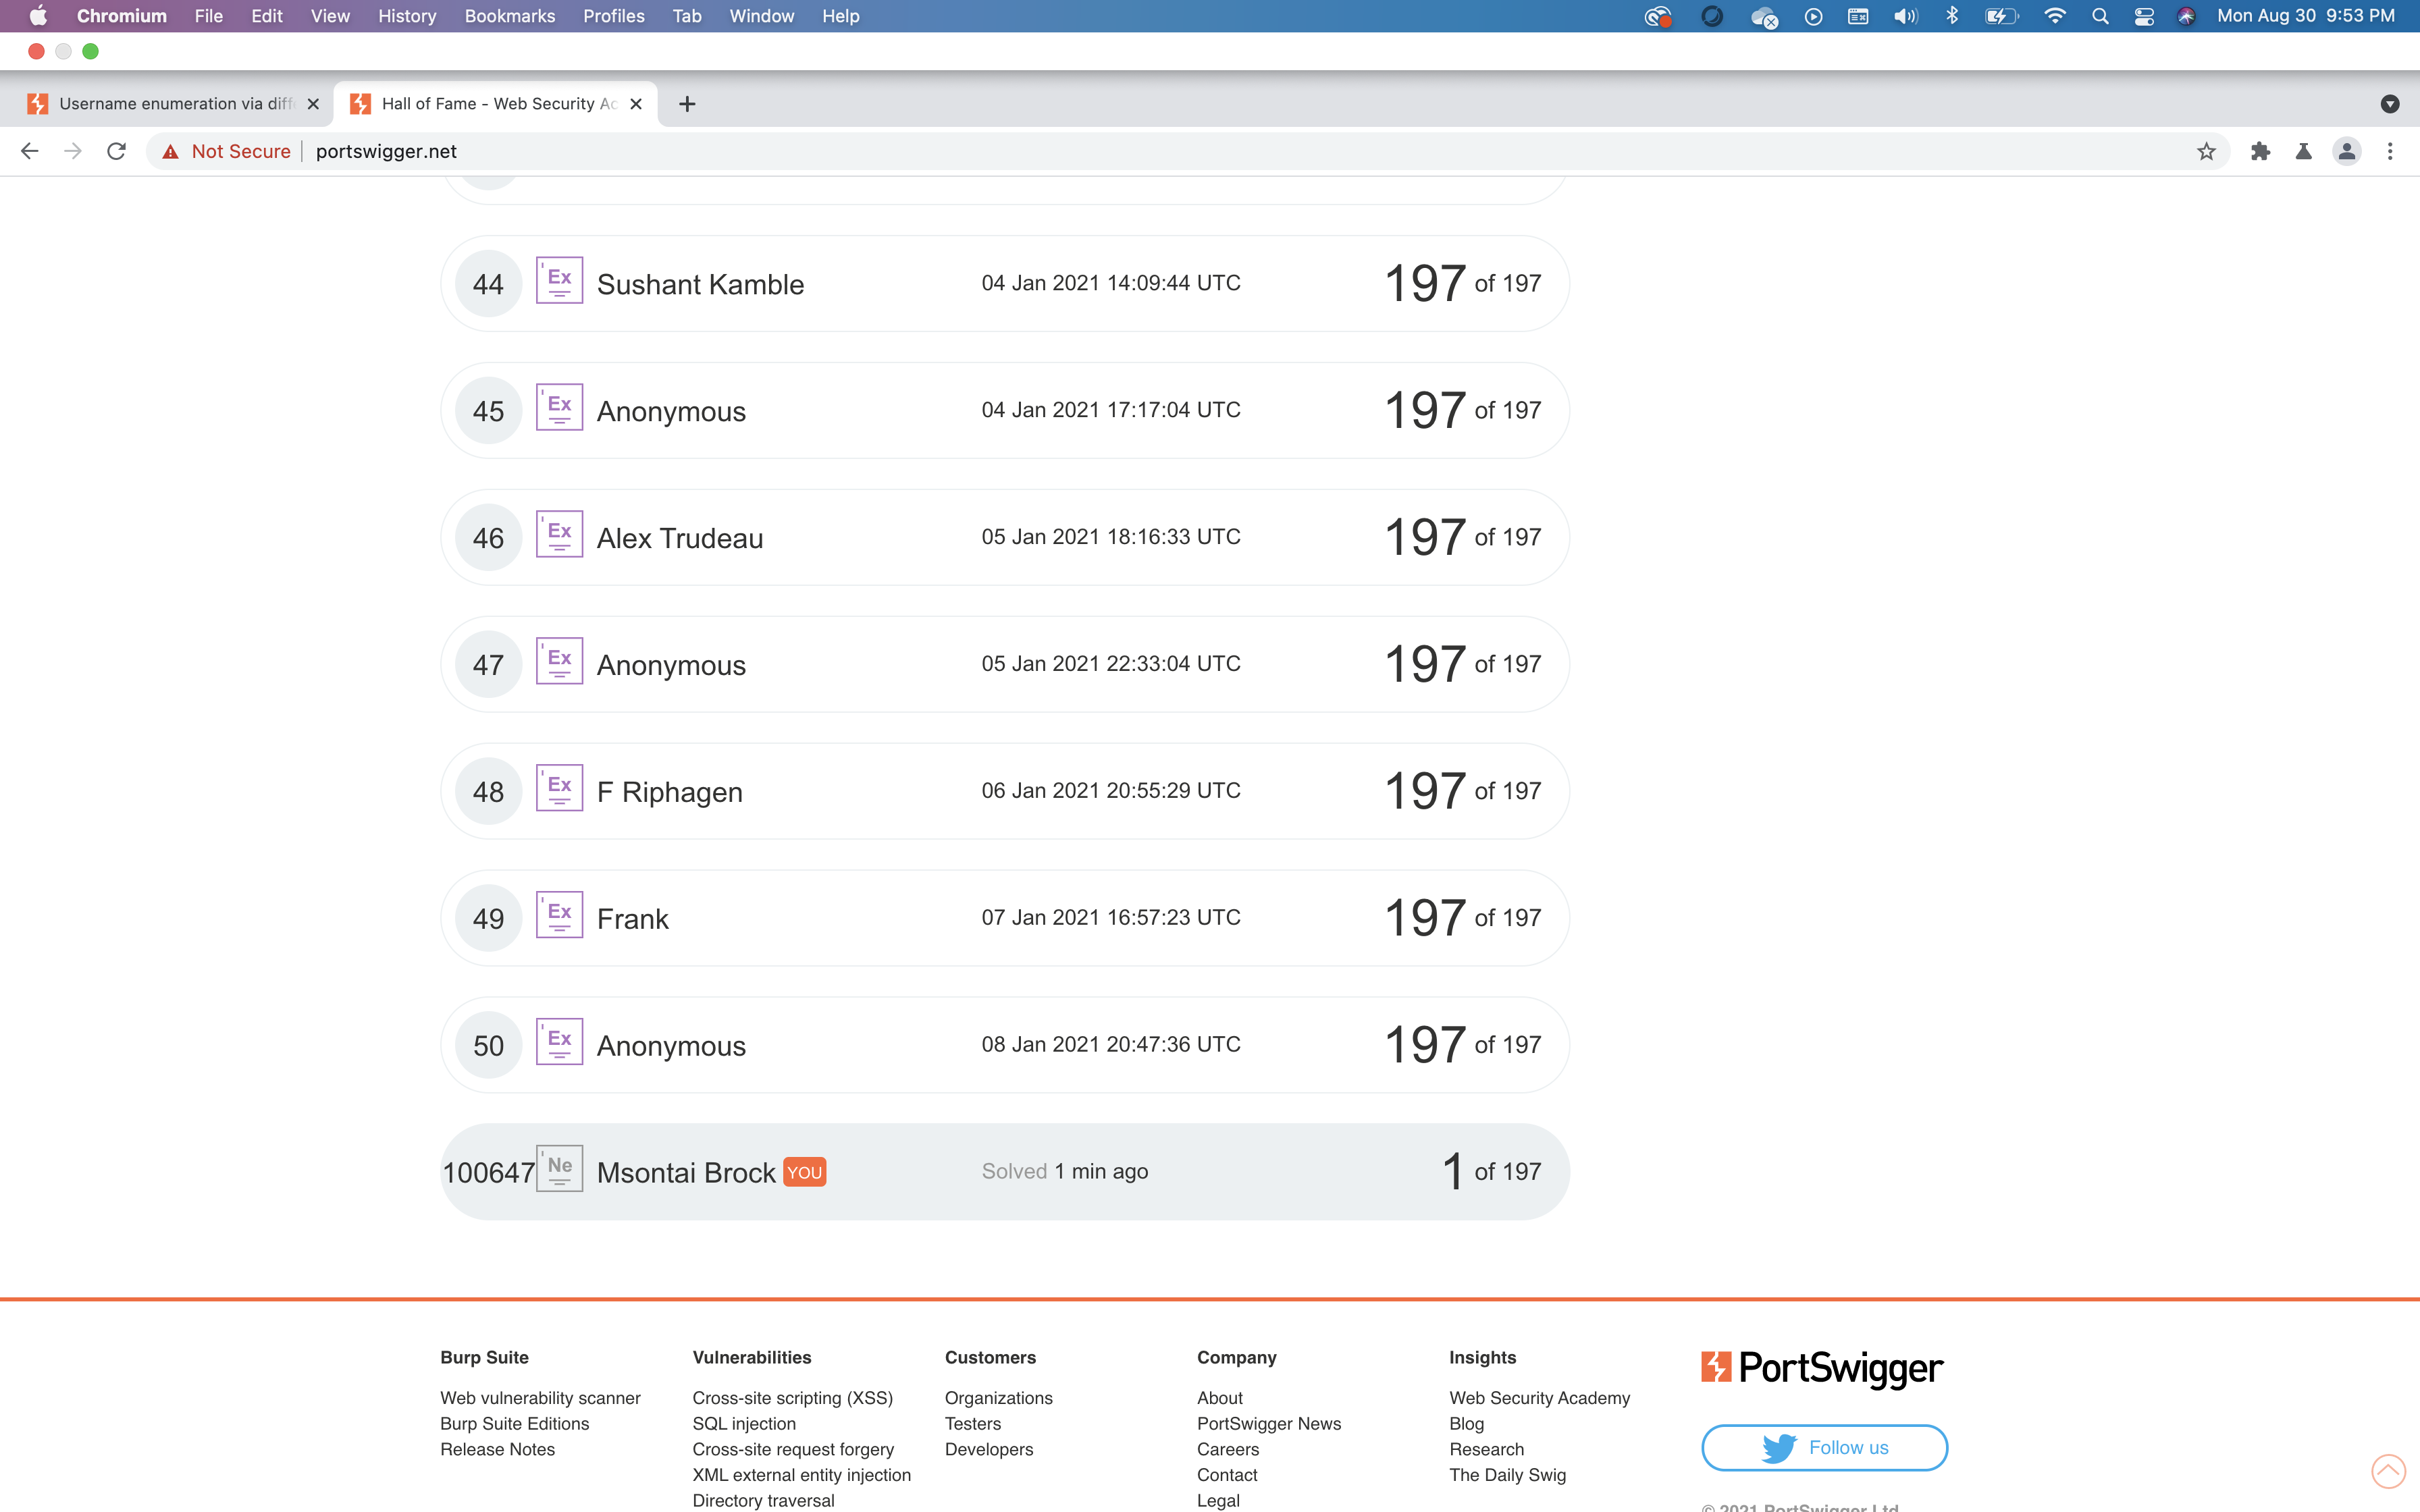 Chromium File Edit View History Bookmarks Profiles Tab Window Help Mon Aug 30 9:53 PM
Username enumeration via diff Hall of Fame - Web Security Ac
Not Secure portswigger.net
44 Ex Sushant Kamble 04 Jan 2021 14:09:44 UTC 197 of 197
45 Ex Anonymous 04 Jan 2021 17:17:04 UTC 197 of 197
46 Ex Alex Trudeau 05 Jan 2021 18:16:33 UTC 197 of 197
47 Ex Anonymous 05 Jan 2021 22:33:04 UTC 197 of 197
48 Ex F Riphagen 06 Jan 2021 20:55:29 UTC 197 of 197
49 Ex Frank 07 Jan 2021 16:57:23 UTC 197 of 197
50 Ex Anonymous 08 Jan 2021 20:47:36 UTC 197 of 197
100647 Ne Msontai Brock YOU Solved 1 min ago 1 of 197
Burp Suite
Web vulnerability scanner
Burp Suite Editions
Release Notes
Vulnerabilities
Cross-site scripting (XSS)
SQL injection
Cross-site request forgery
XML external entity injection
Directory traversal
Customers
Organizations
Testers
Developers
Company
About
PortSwigger News
Careers
Contact
Legal
Insights
Web Security Academy
Blog
Research
The Daily Swig
PortSwigger
Follow us
© 2021 PortSwigger Ltd